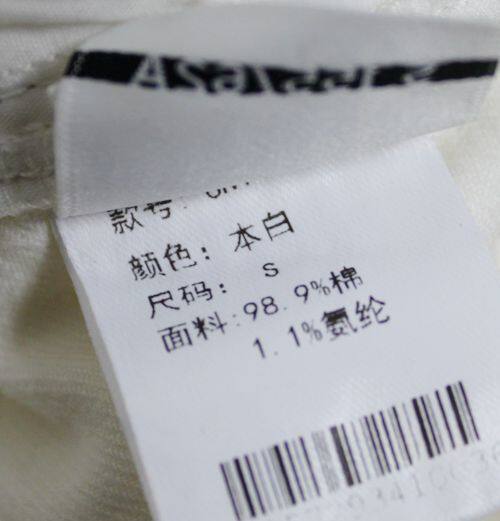 款号:
颜色: 本白
尺码: S
面料:98.9%棉
1.1%氨纶